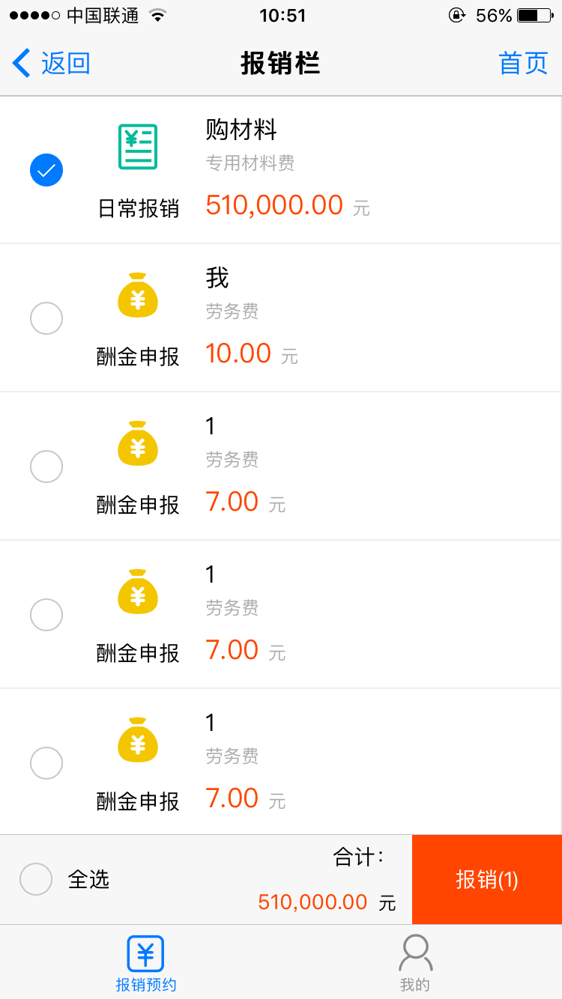 中国联通 10:51 56%
返回 报销栏 首页
购材料
专用材料费
日常报销 510,000.00 元
我
劳务费
酬金申报 10.00 元
1
劳务费
酬金申报 7.00 元
1
劳务费
酬金申报 7.00 元
1
劳务费
酬金申报 7.00 元
合计：
全选 报销(1)
510,000.00 元
报销预约 我的